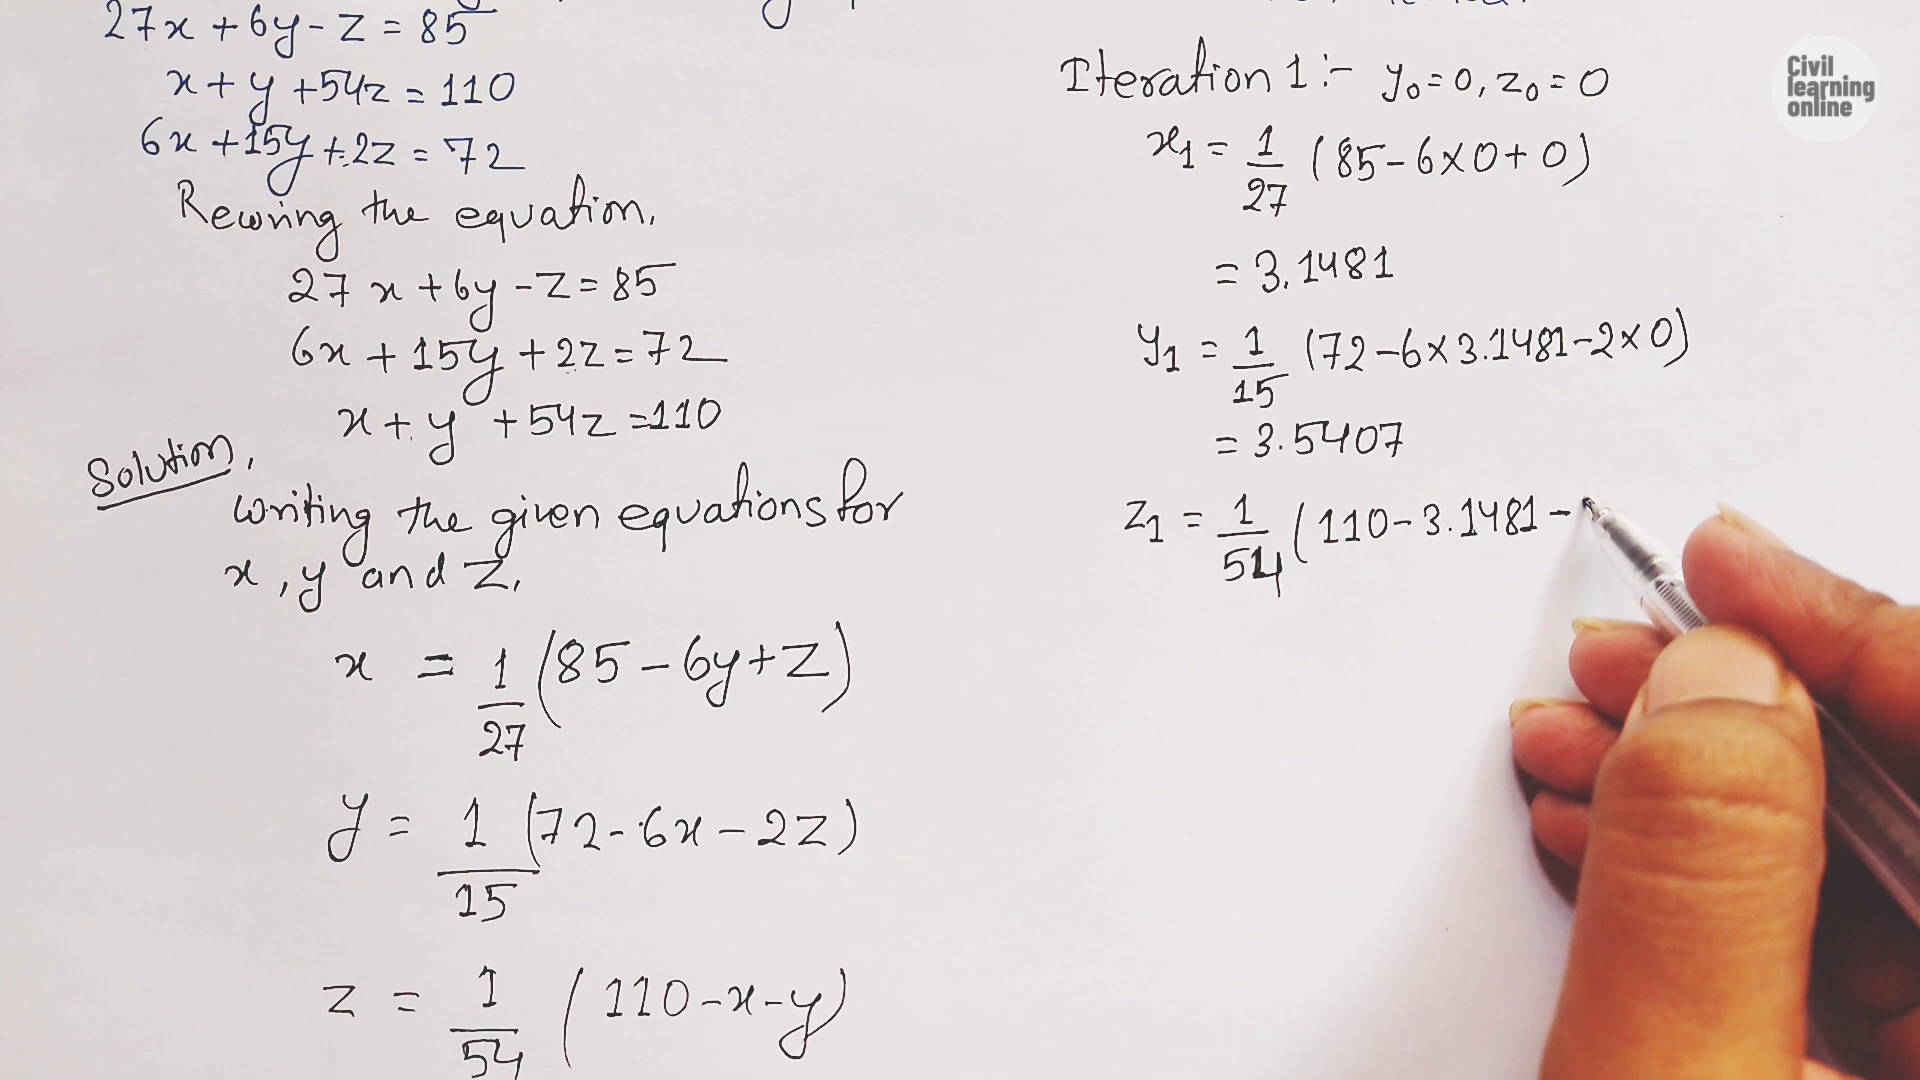 27x + 6y - z = 85
x + y + 54z = 110
6x + 15y + 2z = 72
Rewring the equation,
27x + 6y - z = 85
6x + 15y + 2z = 72
x + y + 54z = 110
Solution,
writing the given equations for
x, y and z,
x = 1/27 (85 - 6y + z)
y = 1/15 (72 - 6x - 2z)
z = 1/54 (110 - x - y)
Iteration 1 :- y₀ = 0, z₀ = 0
x₁ = 1/27 (85 - 6×0 + 0)
= 3.1481
y₁ = 1/15 (72 - 6×3.1481 - 2×0)
= 3.5407
z₁ = 1/54 (110 - 3.1481 -
Civil
learning
online